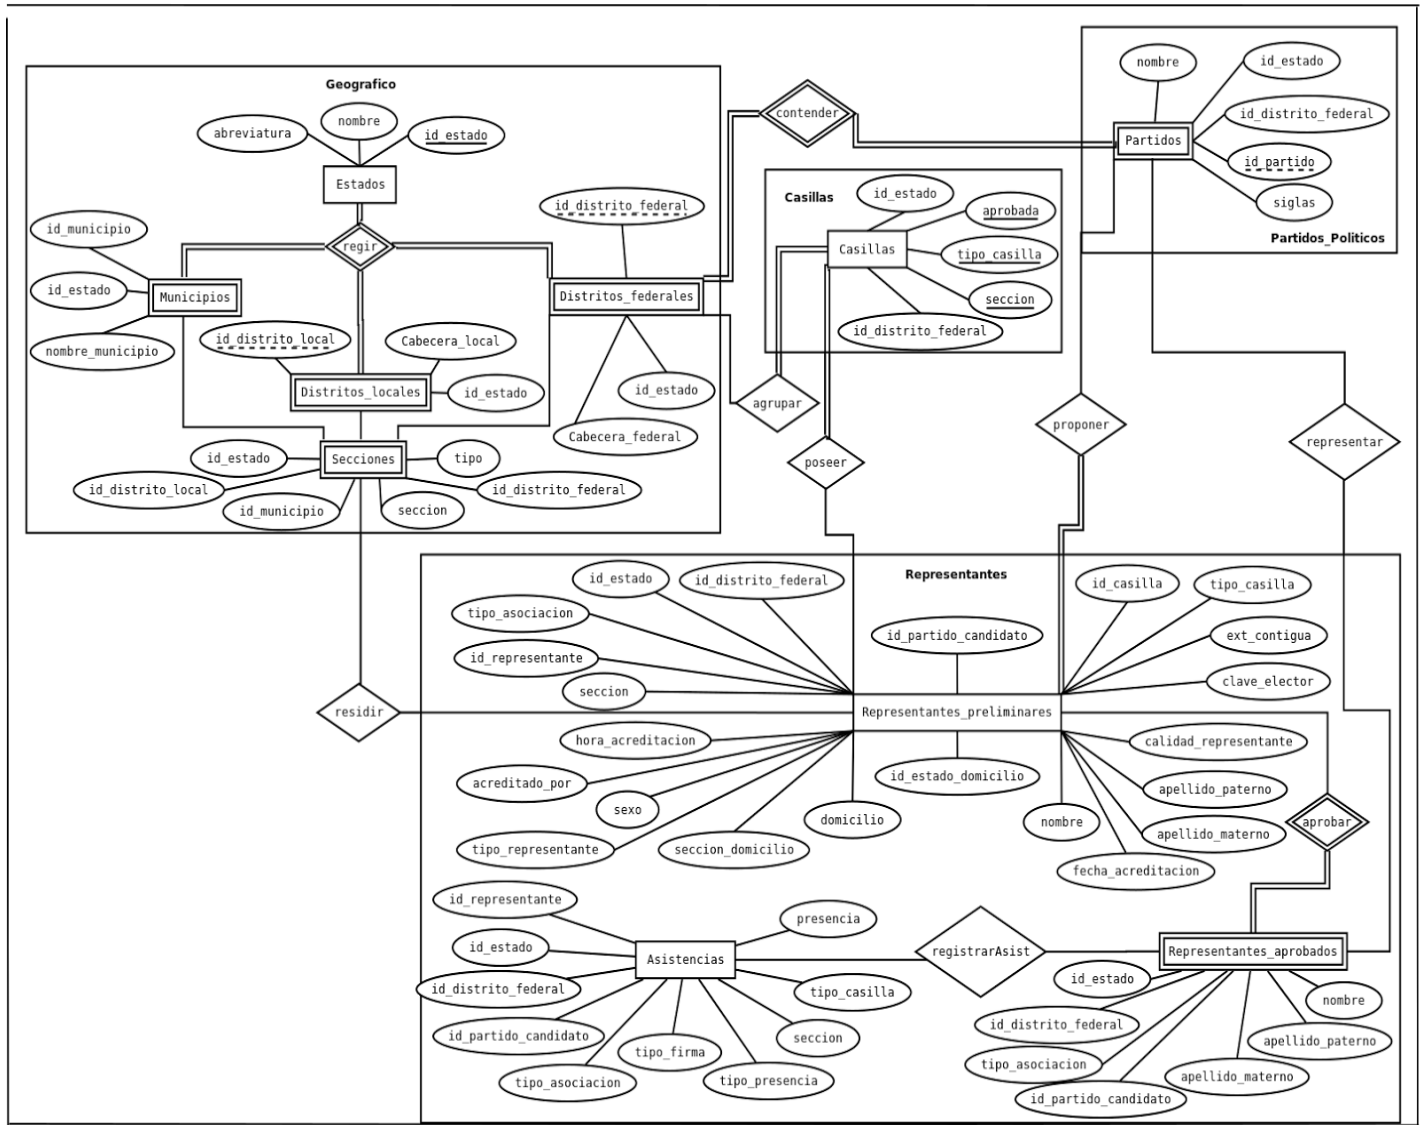 Geografico
nombre
abreviatura
id_estado
Estados
regir
id_municipio
id_estado
nombre_municipio
Municipios
id_distrito_federal
Distritos_federales
id_estado
Cabecera_federal
id_distrito_local
Cabecera_local
Distritos_locales
id_estado
id_estado
Secciones
tipo
id_distrito_local
id_distrito_federal
id_municipio
seccion
contender
nombre
id_estado
id_distrito_federal
Partidos
id_partido
siglas
Partidos_Politicos
Casillas
id_estado
aprobada
Casillas
tipo_casilla
seccion
id_distrito_federal
agrupar
poseer
proponer
representar
residir
Representantes
id_estado
id_distrito_federal
tipo_asociacion
id_representante
seccion
id_partido_candidato
id_casilla
tipo_casilla
ext_contigua
clave_elector
Representantes_preliminares
hora_acreditacion
acreditado_por
sexo
tipo_representante
seccion_domicilio
domicilio
id_estado_domicilio
nombre
calidad_representante
apellido_paterno
apellido_materno
fecha_acreditacion
aprobar
id_representante
presencia
id_estado
Asistencias
registrarAsist
Representantes_aprobados
id_distrito_federal
tipo_casilla
id_partido_candidato
seccion
tipo_firma
tipo_asociacion
tipo_presencia
id_estado
nombre
id_distrito_federal
apellido_paterno
tipo_asociacion
apellido_materno
id_partido_candidato